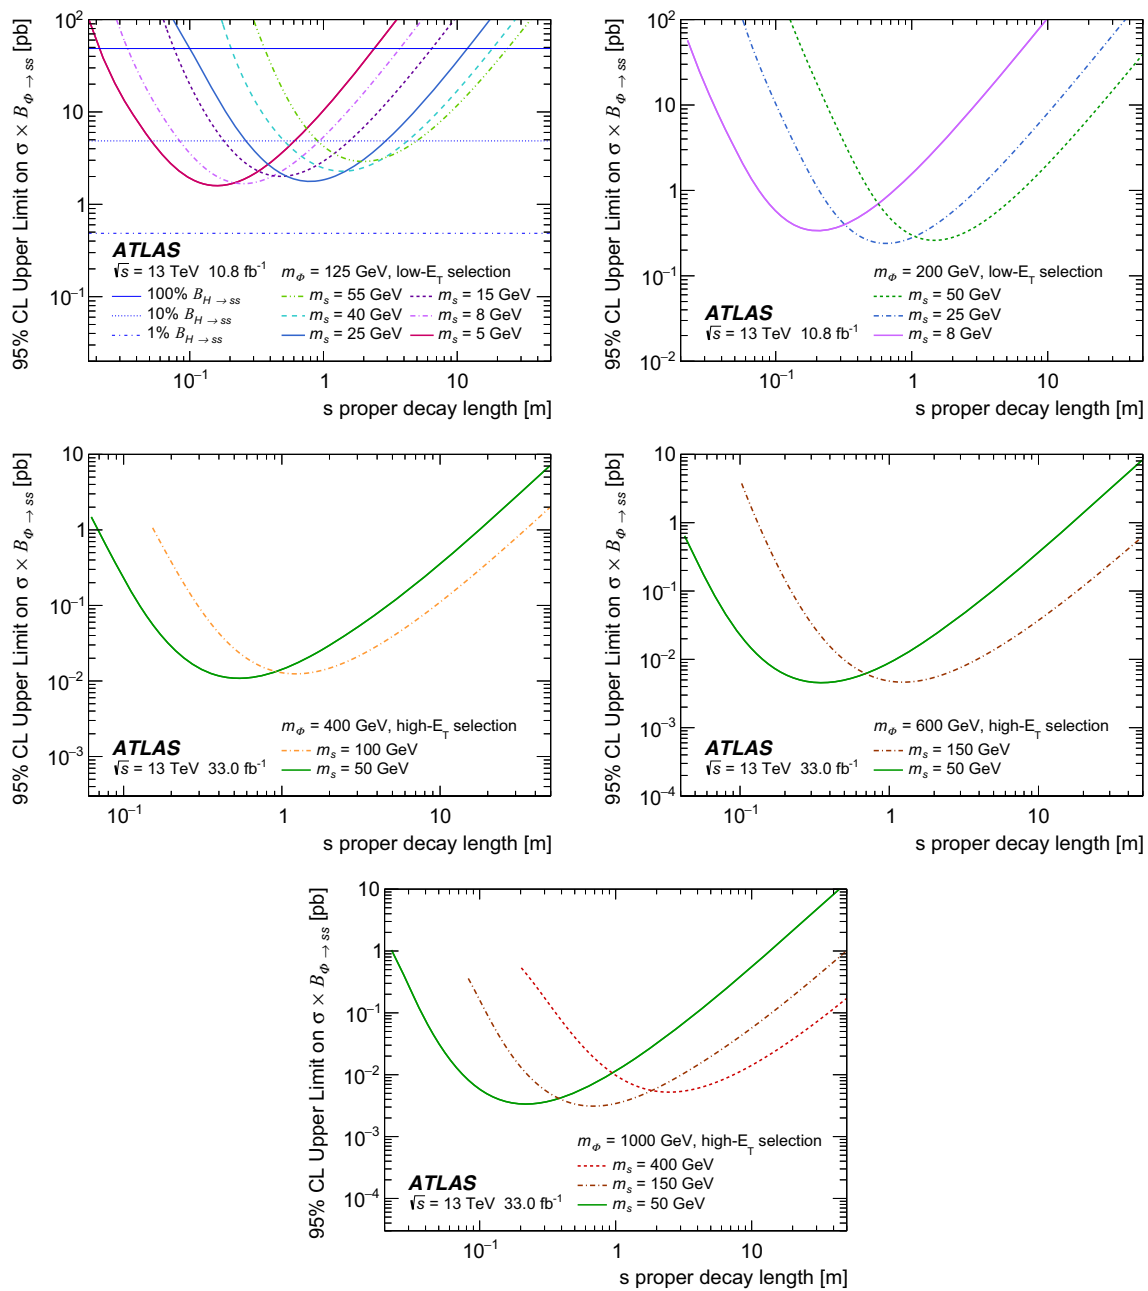 95% CL Upper Limit on σ × B_Φ → ss [pb]
10²
10
1
10⁻¹
ATLAS
√s = 13 TeV 10.8 fb⁻¹
m_Φ = 125 GeV, low-E_T selection
100% B_H → ss
m_s = 55 GeV
m_s = 15 GeV
10% B_H → ss
m_s = 40 GeV
m_s = 8 GeV
1% B_H → ss
m_s = 25 GeV
m_s = 5 GeV
10⁻¹ 1 10
s proper decay length [m]
95% CL Upper Limit on σ × B_Φ → ss [pb]
10²
10
1
10⁻¹
10⁻²
m_Φ = 200 GeV, low-E_T selection
m_s = 50 GeV
m_s = 25 GeV
m_s = 8 GeV
ATLAS
√s = 13 TeV 10.8 fb⁻¹
10⁻¹ 1 10
s proper decay length [m]
95% CL Upper Limit on σ × B_Φ → ss [pb]
10
1
10⁻¹
10⁻²
10⁻³
m_Φ = 400 GeV, high-E_T selection
m_s = 100 GeV
m_s = 50 GeV
ATLAS
√s = 13 TeV 33.0 fb⁻¹
10⁻¹ 1 10
s proper decay length [m]
95% CL Upper Limit on σ × B_Φ → ss [pb]
10
1
10⁻¹
10⁻²
10⁻³
10⁻⁴
m_Φ = 600 GeV, high-E_T selection
m_s = 150 GeV
m_s = 50 GeV
ATLAS
√s = 13 TeV 33.0 fb⁻¹
10⁻¹ 1 10
s proper decay length [m]
95% CL Upper Limit on σ × B_Φ → ss [pb]
10
1
10⁻¹
10⁻²
10⁻³
10⁻⁴
m_Φ = 1000 GeV, high-E_T selection
m_s = 400 GeV
m_s = 150 GeV
m_s = 50 GeV
ATLAS
√s = 13 TeV 33.0 fb⁻¹
10⁻¹ 1 10
s proper decay length [m]